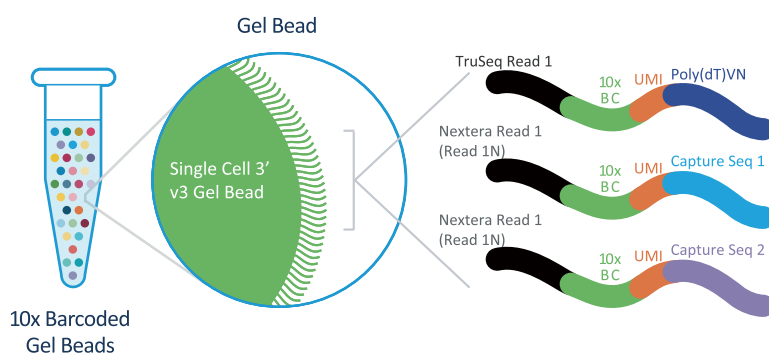 Gel Bead
Single Cell 3’
v3 Gel Bead
10x Barcoded
Gel Beads
TruSeq Read 1
10x
BC
UMI
Poly(dT)VN
Nextera Read 1
(Read 1N)
10x
BC
UMI
Capture Seq 1
Nextera Read 1
(Read 1N)
10x
BC
UMI
Capture Seq 2